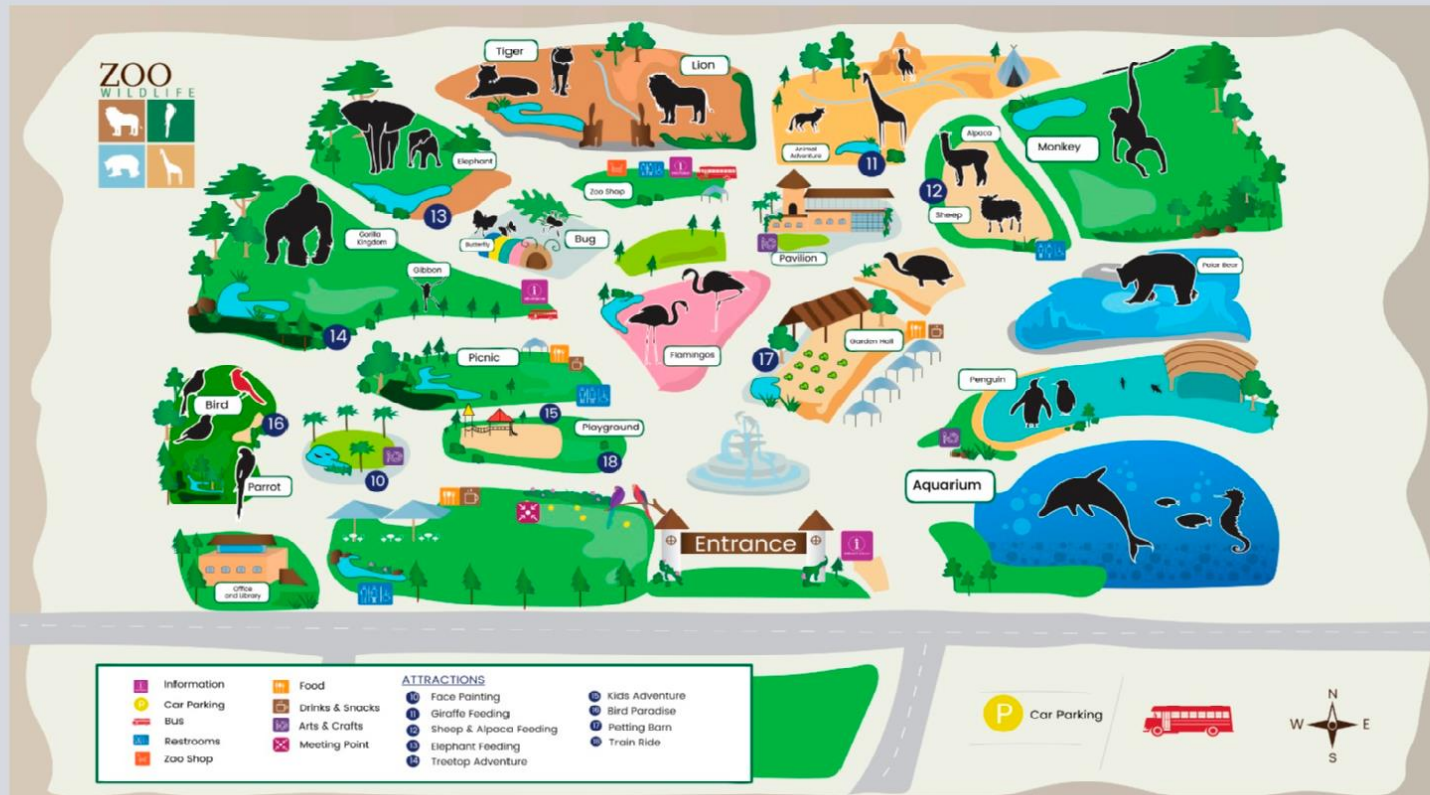 ZOO
WILDLIFE
Tiger
Lion
Elephant
Zoo Shop
Animal
Adventure
11
Alpaca
12
Sheep
Monkey
13
Gorilla
Kingdom
Gibbon
Butterfly
Bug
Pavilion
Polar Bear
14
Flamingos
17
Garden Hall
Picnic
Penguin
Bird
16
15
Playground
18
10
Parrot
Aquarium
Entrance
Office
and Library
Information
Car Parking
Bus
Restrooms
Zoo Shop
Food
Drinks & Snacks
Arts & Crafts
Meeting Point
ATTRACTIONS
10 Face Painting
11 Giraffe Feeding
12 Sheep & Alpaca Feeding
13 Elephant Feeding
14 Treetop Adventure
15 Kids Adventure
16 Bird Paradise
17 Petting Barn
18 Train Ride
P Car Parking
N
W E
S